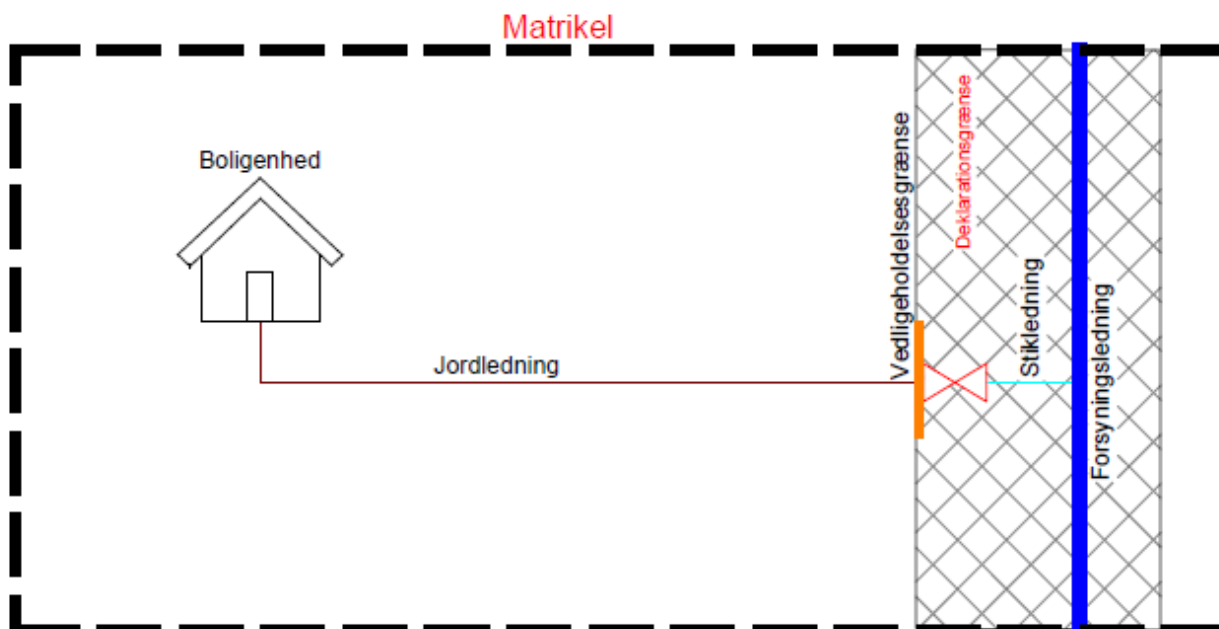 Matrikel
Boligenhed
Jordledning
Vedligeholdelsesgrænse
Deklarationsgrænse
Stikledning
Forsyningsledning